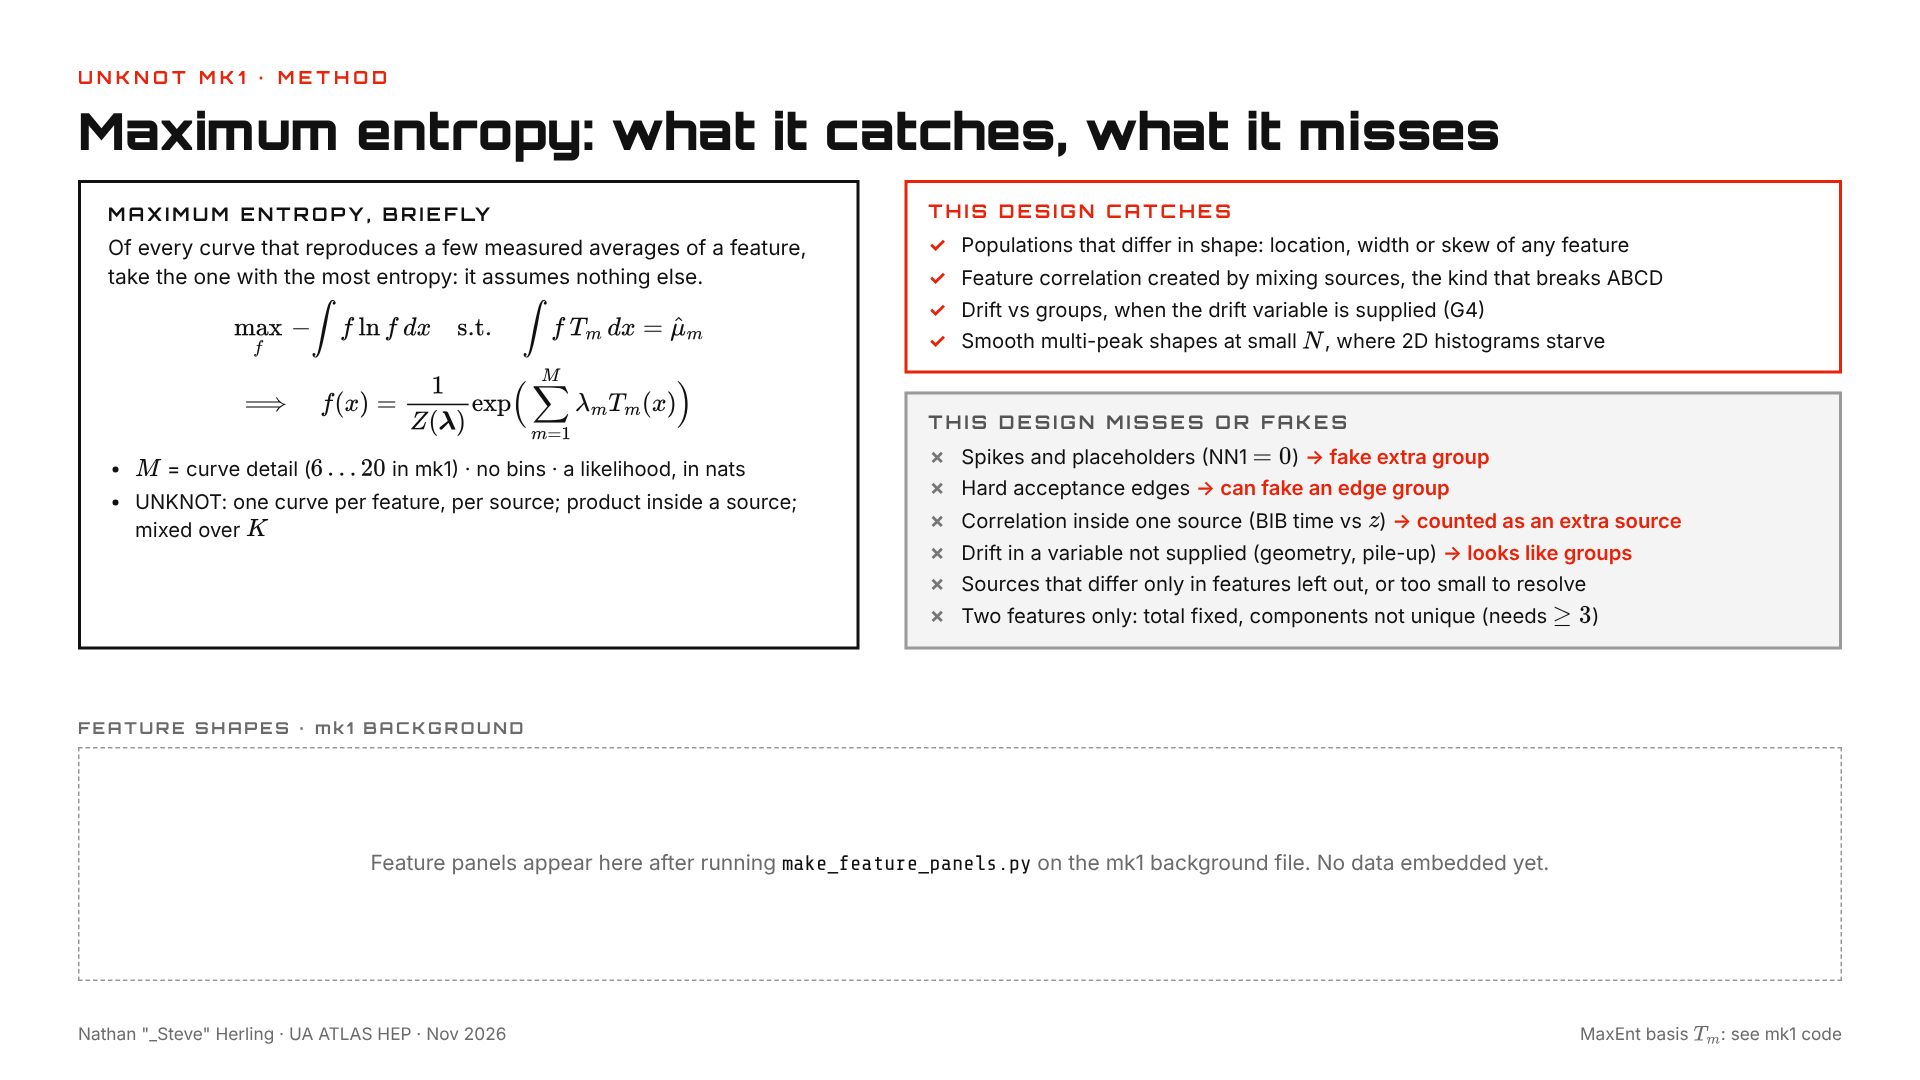 UNKNOT MK1 · METHOD
Maximum entropy: what it catches, what it misses
MAXIMUM ENTROPY, BRIEFLY
Of every curve that reproduces a few measured averages of a feature,
take the one with the most entropy: it assumes nothing else.
max_f −∫ f ln f dx s.t. ∫ f T_m dx = μ̂_m
⟹ f(x) = 1/Z(λ) exp( ∑_{m=1}^{M} λ_m T_m(x) )
• M = curve detail (6 . . . 20 in mk1) · no bins · a likelihood, in nats
• UNKNOT: one curve per feature, per source; product inside a source;
mixed over K
THIS DESIGN CATCHES
✓ Populations that differ in shape: location, width or skew of any feature
✓ Feature correlation created by mixing sources, the kind that breaks ABCD
✓ Drift vs groups, when the drift variable is supplied (G4)
✓ Smooth multi-peak shapes at small N, where 2D histograms starve
THIS DESIGN MISSES OR FAKES
× Spikes and placeholders (NN1 = 0) → fake extra group
× Hard acceptance edges → can fake an edge group
× Correlation inside one source (BIB time vs z) → counted as an extra source
× Drift in a variable not supplied (geometry, pile-up) → looks like groups
× Sources that differ only in features left out, or too small to resolve
× Two features only: total fixed, components not unique (needs ≥ 3)
FEATURE SHAPES · mk1 BACKGROUND
Feature panels appear here after running make_feature_panels.py on the mk1 background file. No data embedded yet.
Nathan "_Steve" Herling · UA ATLAS HEP · Nov 2026
MaxEnt basis T_m: see mk1 code